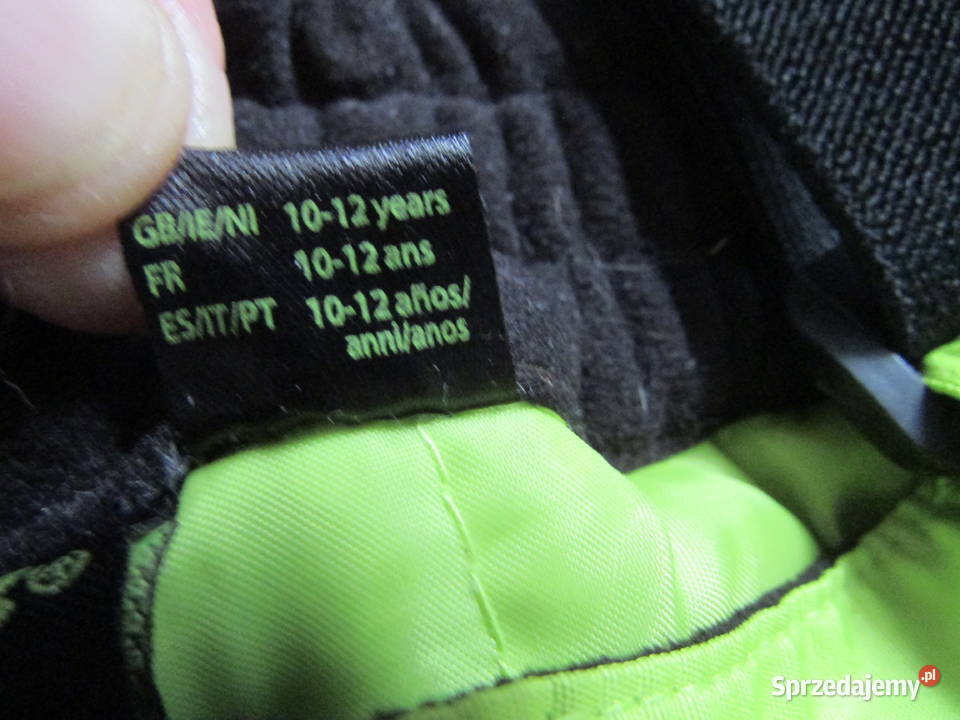 GB/IE/NI 10-12 years
FR 10-12 ans
ES/IT/PT 10-12 años/
anni/anos
Sprzedajemy.pl